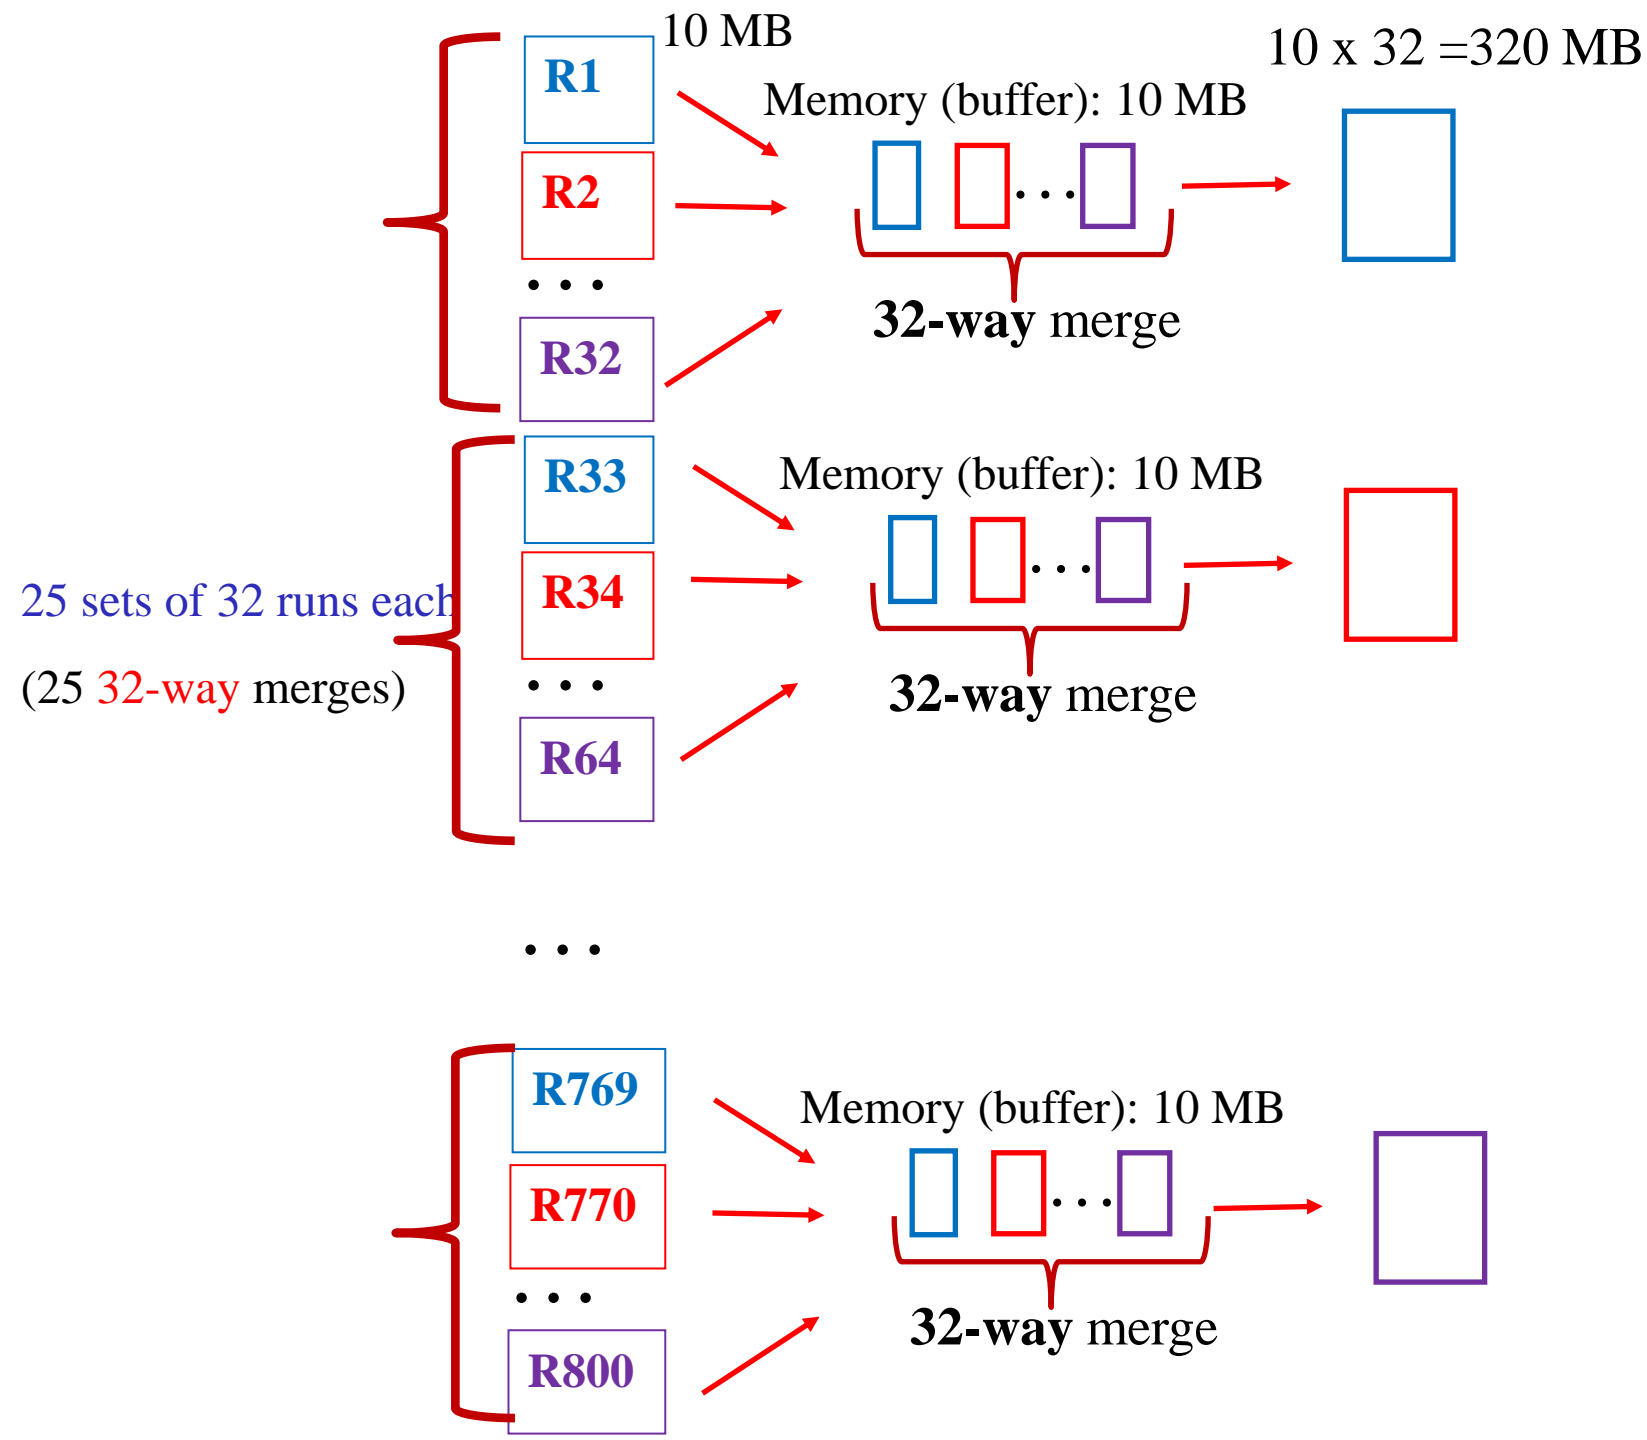 10 MB
10 x 32 =320 MB
R1
Memory (buffer): 10 MB
R2
. . .
. . .
32-way merge
R32
R33
Memory (buffer): 10 MB
R34
. . .
25 sets of 32 runs each
(25 32-way merges)
. . .
32-way merge
R64
. . .
R769
Memory (buffer): 10 MB
R770
. . .
. . .
32-way merge
R800